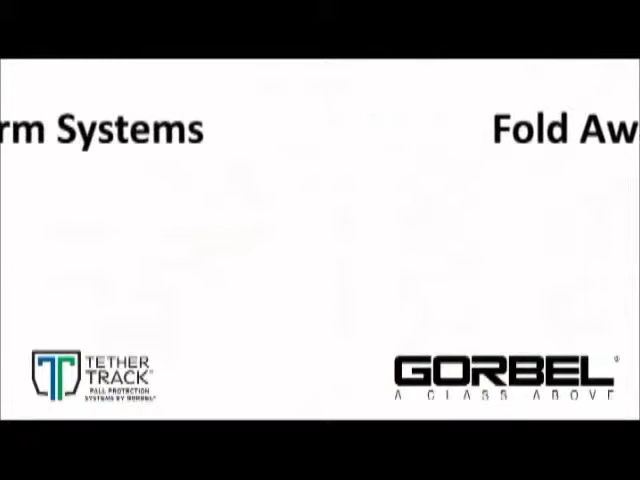 rm Systems
Fold Aw
TETHER
TRACK
FALL PROTECTION
SYSTEMS BY GORBEL®
GORBEL®
A CLASS ABOVE